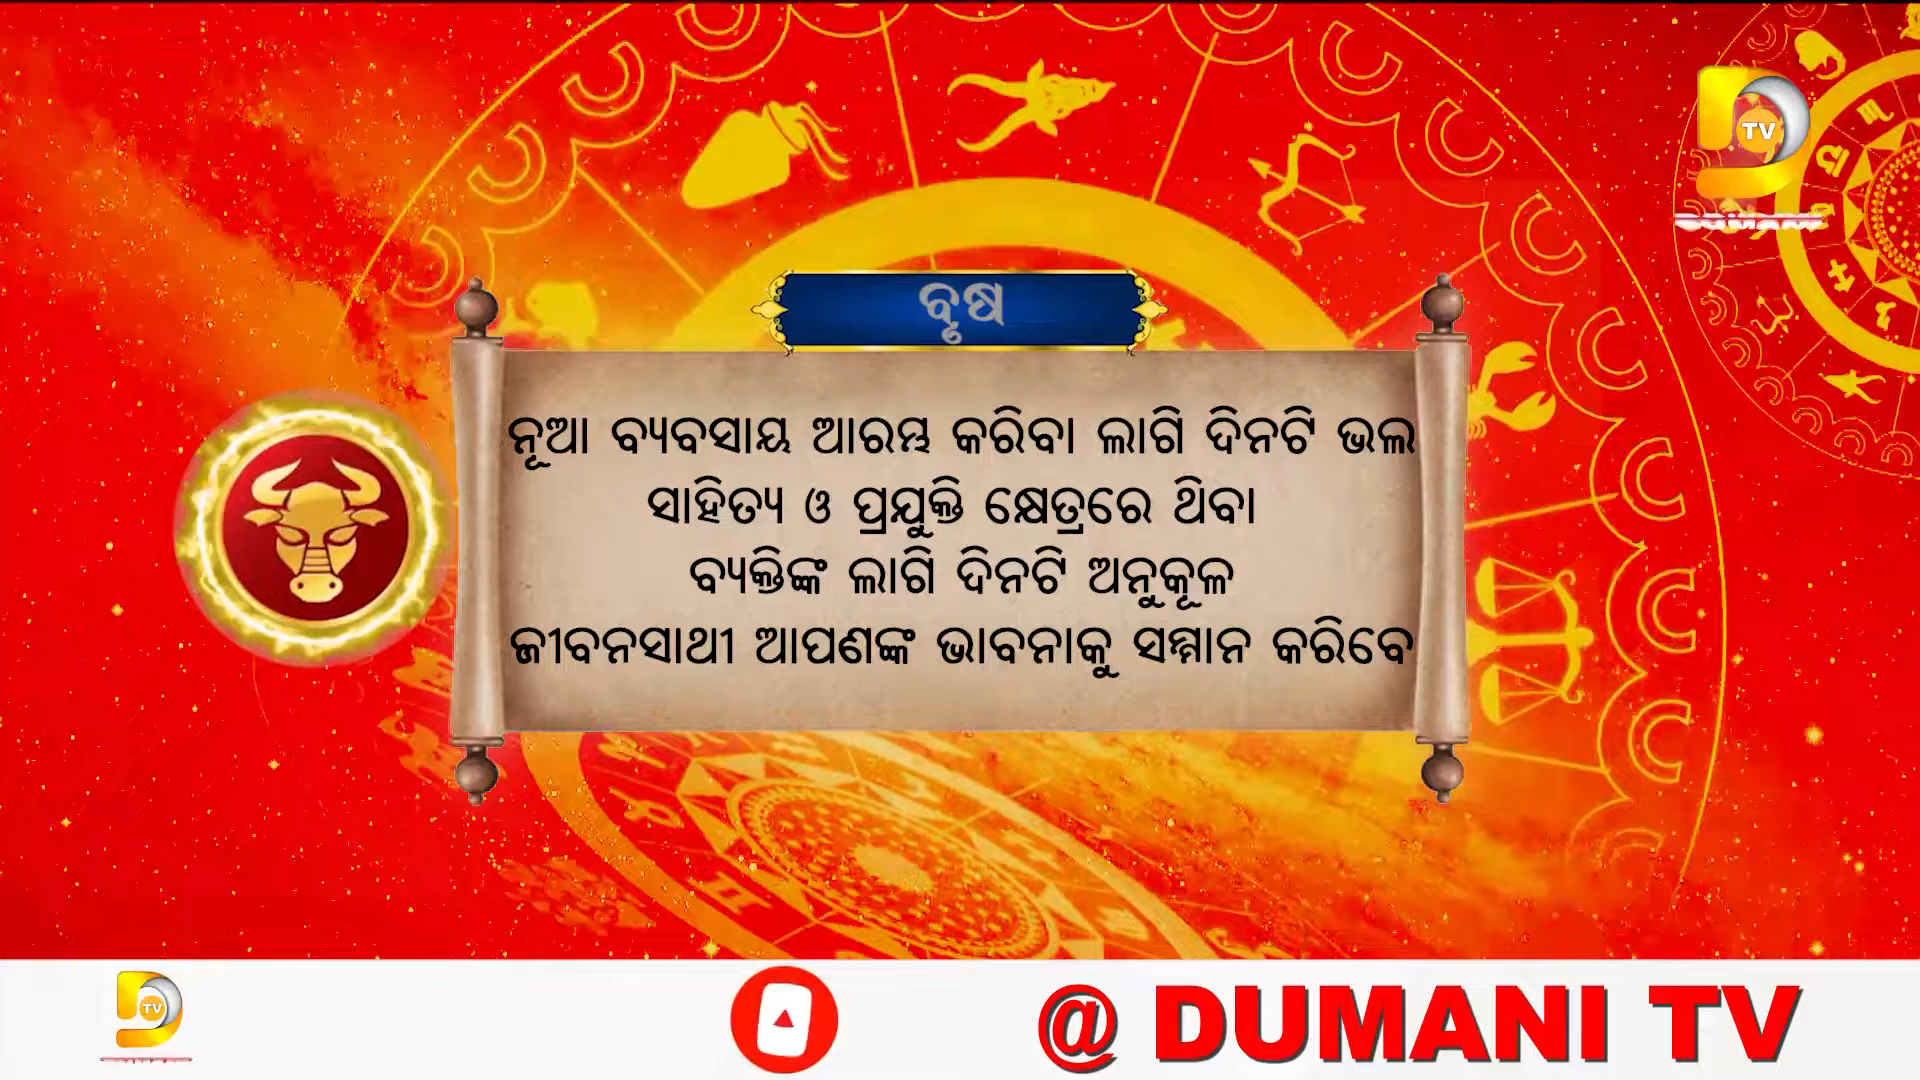 TV
ବୃଷ
ନୂଆ ବ୍ୟବସାୟ ଆରମ୍ଭ କରିବା ଲାଗି ଦିନଟି ଭଲ
ସାହିତ୍ୟ ଓ ପ୍ରଯୁକ୍ତି କ୍ଷେତ୍ରରେ ଥିବା
ବ୍ୟକ୍ତିଙ୍କ ଲାଗି ଦିନଟି ଅନୁକୂଳ
ଜୀବନସାଥୀ ଆପଣଙ୍କ ଭାବନାକୁ ସମ୍ମାନ କରିବେ
TV
@ DUMANI TV